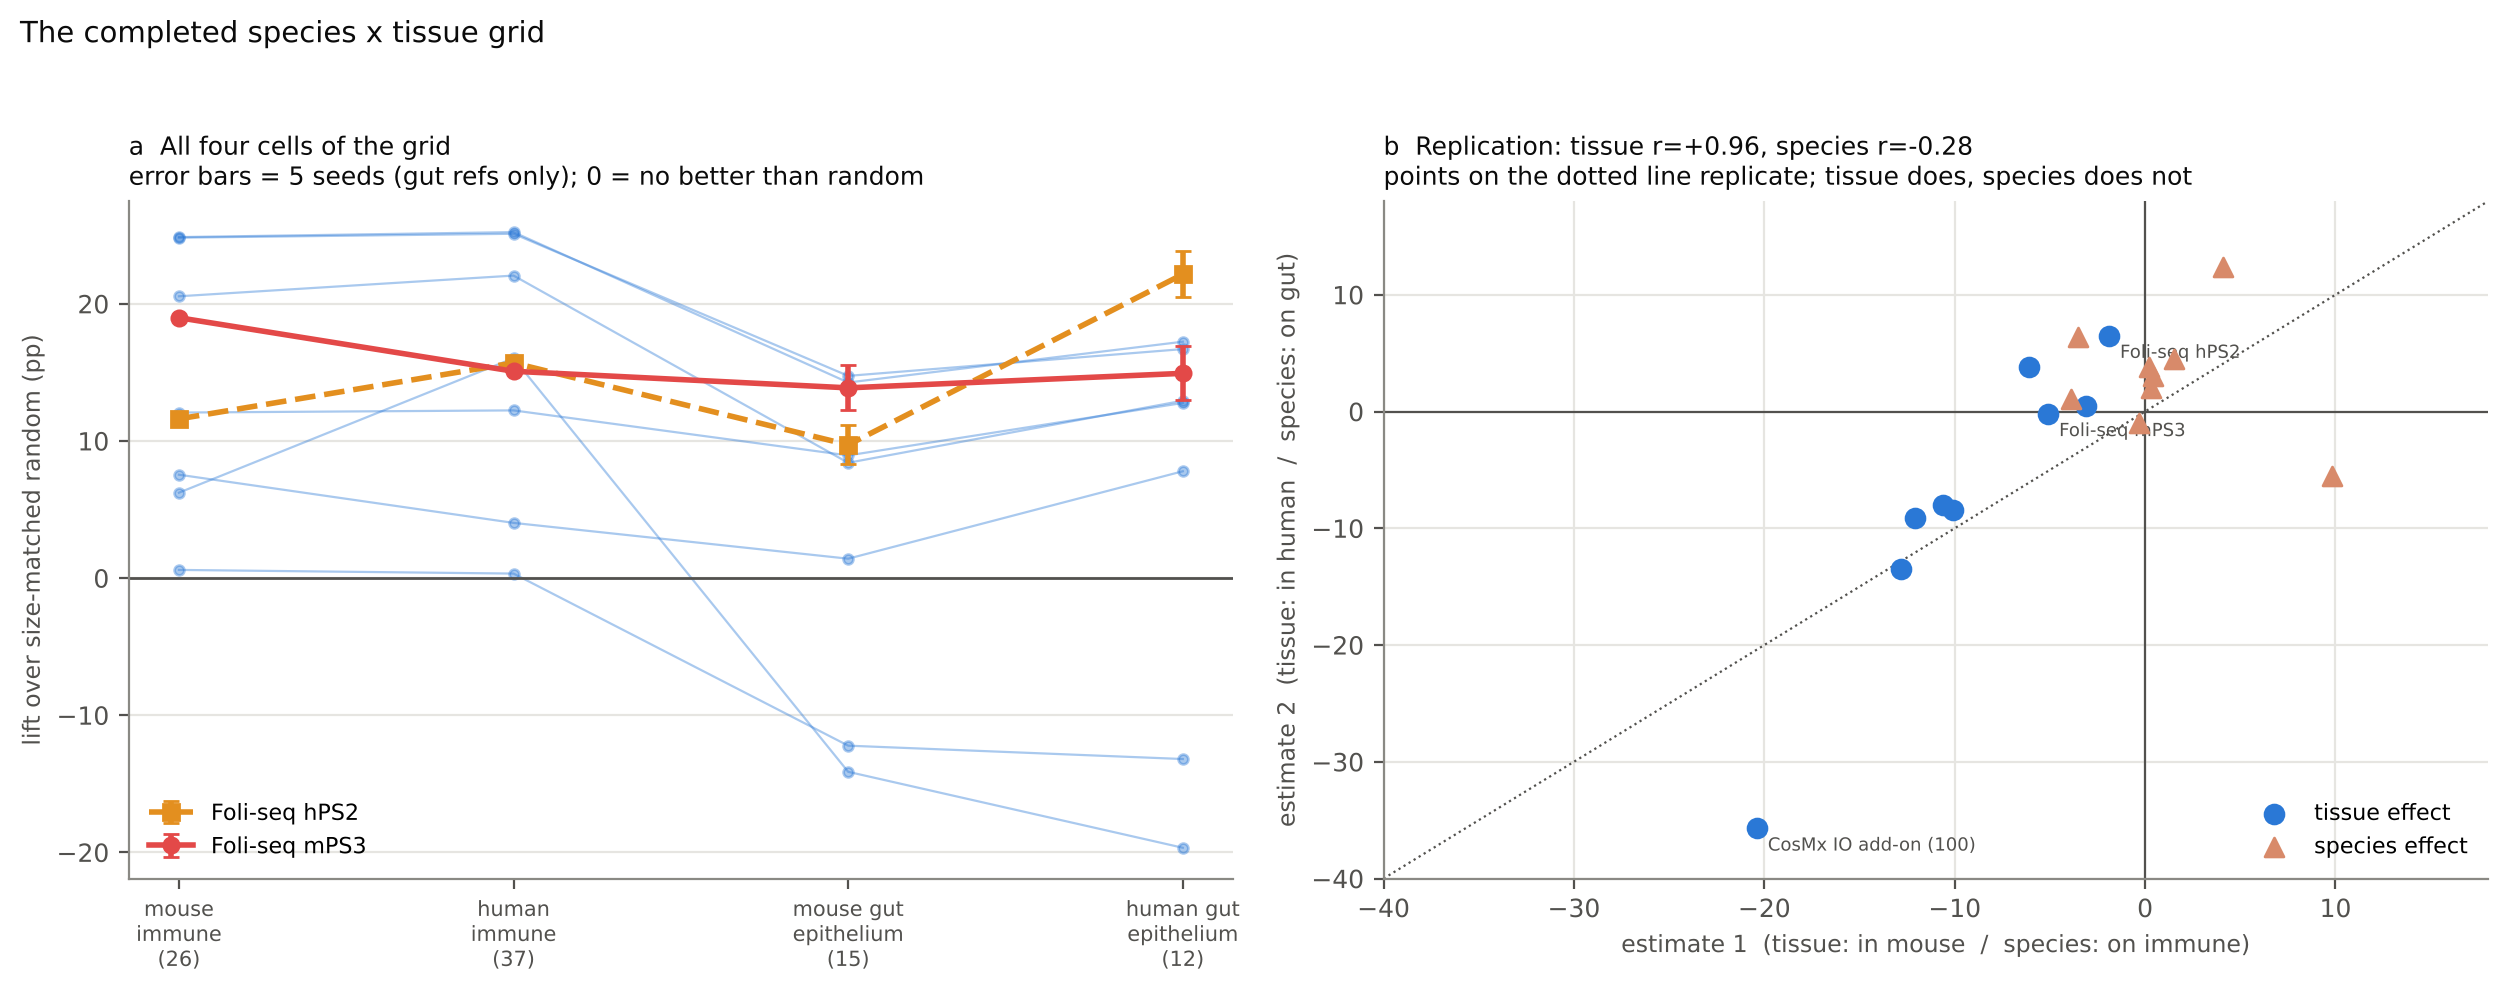 The completed species x tissue grid
a  All four cells of the grid
error bars = 5 seeds (gut refs only); 0 = no better than random
lift over size-matched random (pp)
20
10
0
−10
−20
Foli-seq hPS2
Foli-seq mPS3
mouse
immune
(26)
human
immune
(37)
mouse gut
epithelium
(15)
human gut
epithelium
(12)
b  Replication: tissue r=+0.96, species r=-0.28
points on the dotted line replicate; tissue does, species does not
estimate 2  (tissue: in human  /  species: on gut)
10
0
−10
−20
−30
−40
Foli-seq hPS2
Foli-seq mPS3
CosMx IO add-on (100)
tissue effect
species effect
−40
−30
−20
−10
0
10
estimate 1  (tissue: in mouse  /  species: on immune)